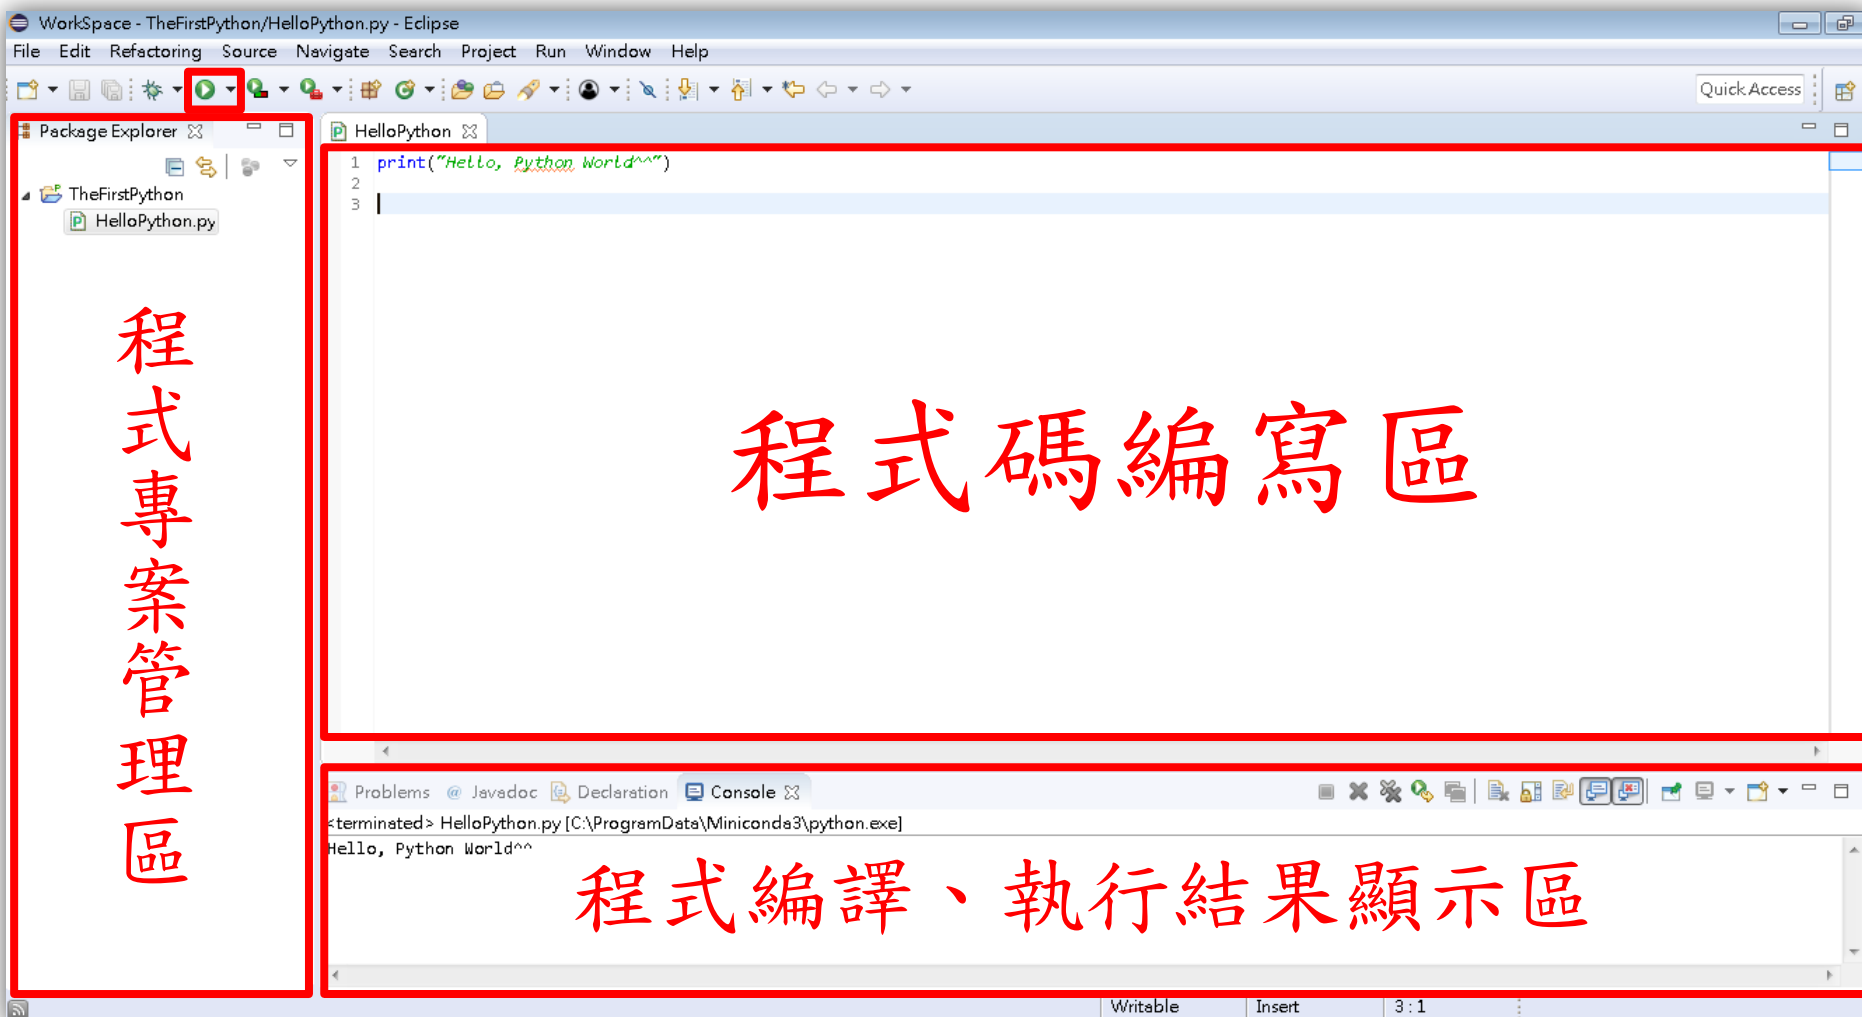 WorkSpace - TheFirstPython/HelloPython.py - Eclipse
File Edit Refactoring Source Navigate Search Project Run Window Help
Quick Access
Package Explorer
TheFirstPython
HelloPython.py
程式專案管理區
HelloPython
1 print("Hello, Python World^^")
2
3
程式碼編寫區
Problems @ Javadoc Declaration Console
<terminated> HelloPython.py [C:\ProgramData\Miniconda3\python.exe]
Hello, Python World^^
程式編譯、執行結果顯示區
Writable Insert 3 : 1